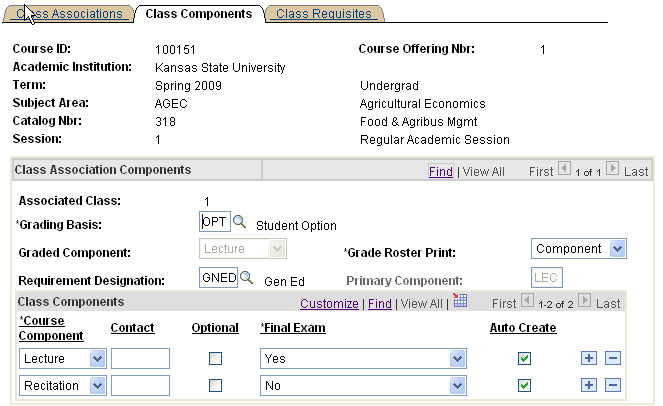 Class Associations Class Components Class Requisites
Course ID: 100151 Course Offering Nbr: 1
Academic Institution: Kansas State University
Term: Spring 2009 Undergrad
Subject Area: AGEC Agricultural Economics
Catalog Nbr: 318 Food & Agribus Mgmt
Session: 1 Regular Academic Session
Class Association Components Find | View All First 1 of 1 Last
Associated Class: 1
*Grading Basis: OPT Student Option
Graded Component: Lecture *Grade Roster Print: Component
Requirement Designation: GNED Gen Ed Primary Component: LEC
Class Components Customize | Find | View All | First 1-2 of 2 Last
*Course Component Contact Optional *Final Exam Auto Create
Lecture Yes
Recitation No